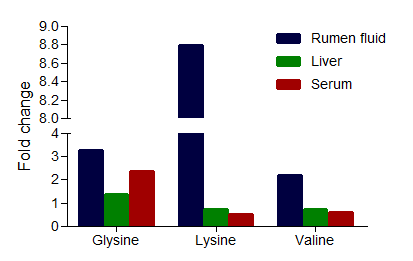 9.0
8.8
8.6
8.4
8.2
8.0
4
3
2
1
0
Fold change
Rumen fluid
Liver
Serum
Glysine
Lysine
Valine